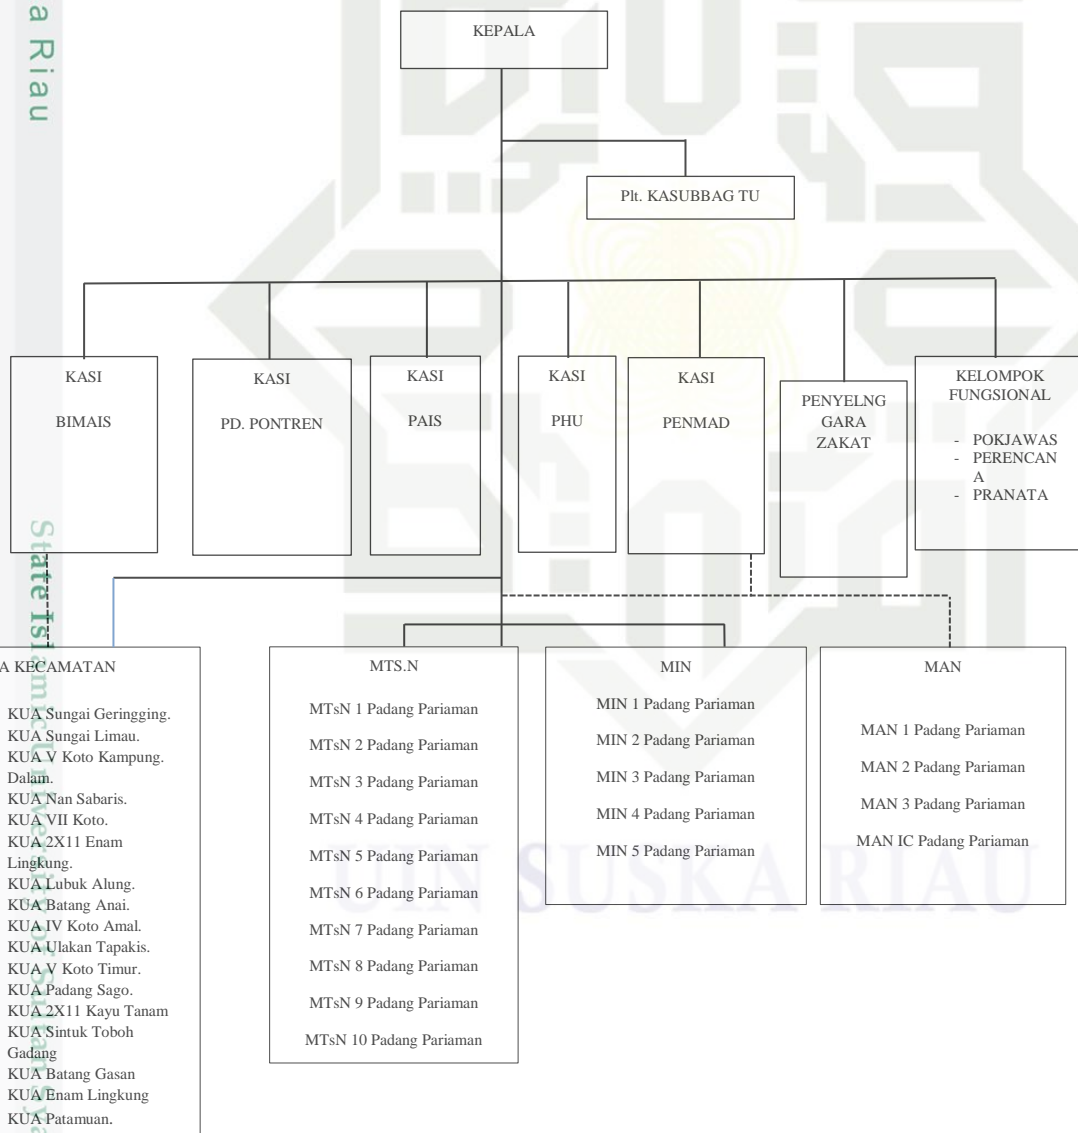 KEPALA
Plt. KASUBBAG TU
KASI
BIMAIS
KASI
PD. PONTREN
KASI
PAIS
KASI
PHU
KASI
PENMAD
PENYELNG
GARA
ZAKAT
KELOMPOK
FUNGSIONAL
- POKJAWAS
- PERENCAN
A
- PRANATA
A KECAMATAN
KUA Sungai Geringging.
KUA Sungai Limau.
KUA V Koto Kampung.
Dalam.
KUA Nan Sabaris.
KUA VII Koto.
KUA 2X11 Enam
Lingkung.
KUA Lubuk Alung.
KUA Batang Anai.
KUA IV Koto Amal.
KUA Ulakan Tapakis.
KUA V Koto Timur.
KUA Padang Sago.
KUA 2X11 Kayu Tanam
KUA Sintuk Toboh
Gadang
KUA Batang Gasan
KUA Enam Lingkung
KUA Patamuan.
MTS.N
MTsN 1 Padang Pariaman
MTsN 2 Padang Pariaman
MTsN 3 Padang Pariaman
MTsN 4 Padang Pariaman
MTsN 5 Padang Pariaman
MTsN 6 Padang Pariaman
MTsN 7 Padang Pariaman
MTsN 8 Padang Pariaman
MTsN 9 Padang Pariaman
MTsN 10 Padang Pariaman
MIN
MIN 1 Padang Pariaman
MIN 2 Padang Pariaman
MIN 3 Padang Pariaman
MIN 4 Padang Pariaman
MIN 5 Padang Pariaman
MAN
MAN 1 Padang Pariaman
MAN 2 Padang Pariaman
MAN 3 Padang Pariaman
MAN IC Padang Pariaman
UIN SUSKA RIAU
a Riau
State Islamic University of Sultan Sya